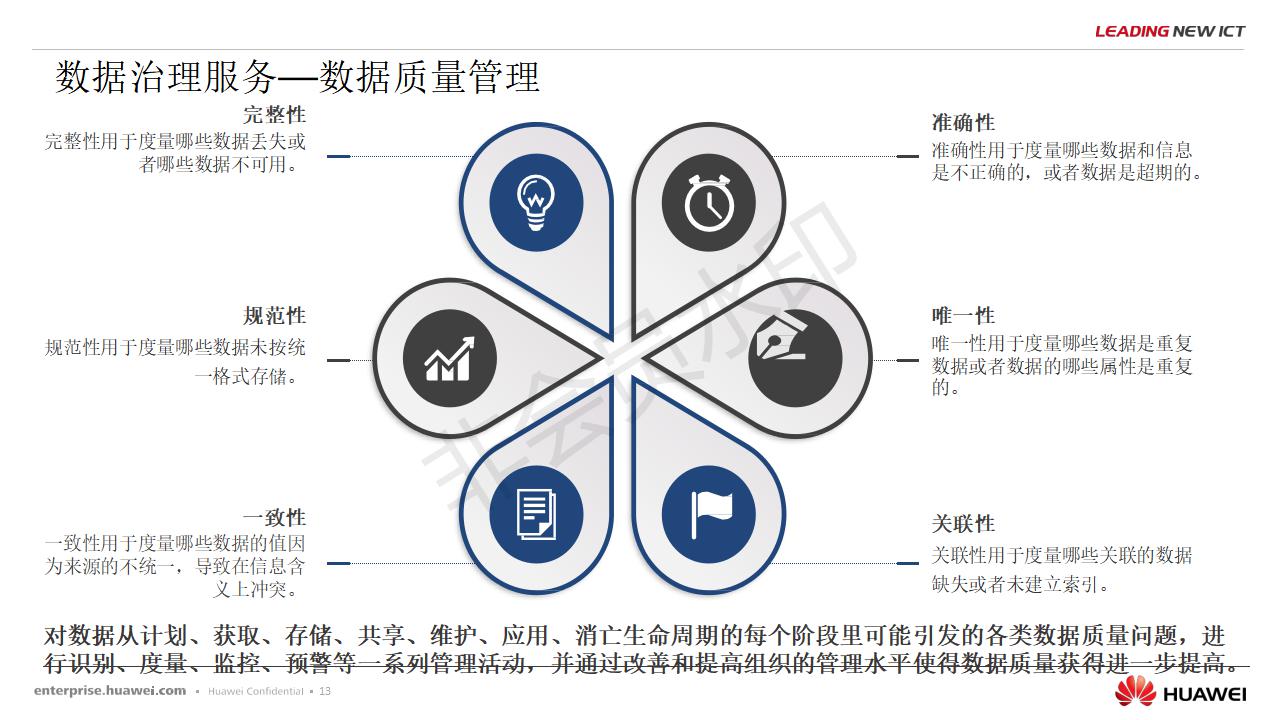 LEADING NEW ICT
数据治理服务—数据质量管理
完整性
完整性用于度量哪些数据丢失或
者哪些数据不可用。
准确性
准确性用于度量哪些数据和信息
是不正确的，或者数据是超期的。
规范性
规范性用于度量哪些数据未按统
一格式存储。
唯一性
唯一性用于度量哪些数据是重复
数据或者数据的哪些属性是重复
的。
一致性
一致性用于度量哪些数据的值因
为来源的不统一，导致在信息含
义上冲突。
关联性
关联性用于度量哪些关联的数据
缺失或者未建立索引。
非会员水印
对数据从计划、获取、存储、共享、维护、应用、消亡生命周期的每个阶段里可能引发的各类数据质量问题，进
行识别、度量、监控、预警等一系列管理活动，并通过改善和提高组织的管理水平使得数据质量获得进一步提高。
enterprise.huawei.com ▪ Huawei Confidential ▪ 13
HUAWEI